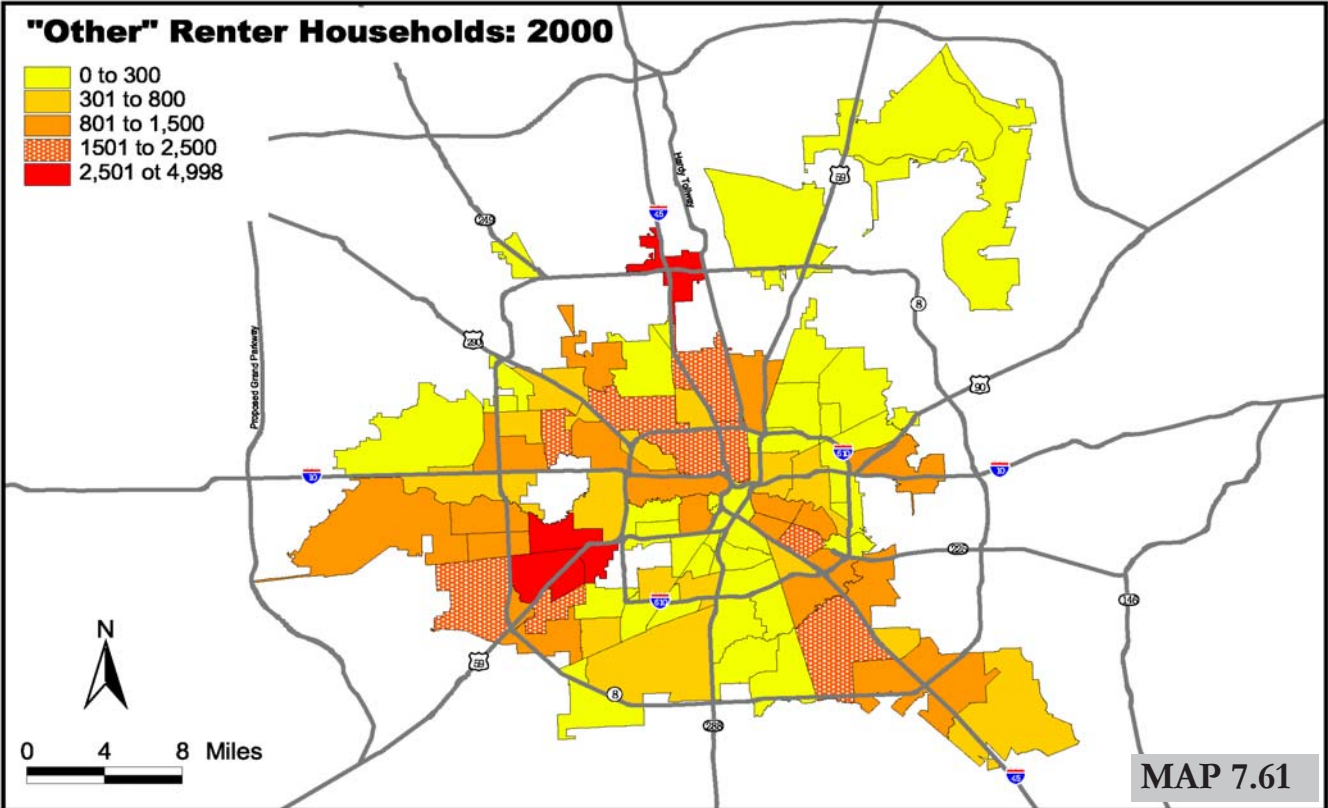 "Other" Renter Households: 2000
0 to 300
301 to 800
801 to 1,500
1501 to 2,500
2,501 ot 4,998
Hardy Tollway
59
249
45
8
290
90
Proposed Grand Parkway
610
10
10
225
146
610
N
59
8
288
0 4 8 Miles
45
MAP 7.61